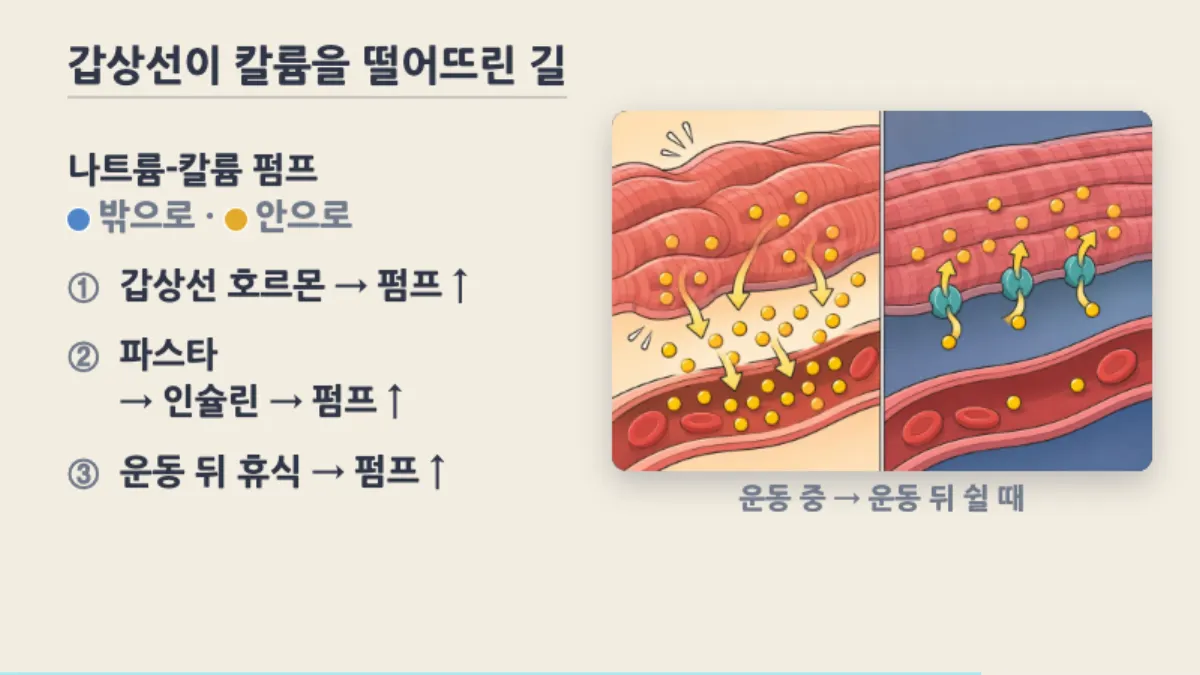 갑상선이 칼륨을 떨어뜨린 길
나트륨-칼륨 펌프
밖으로 · 안으로
① 갑상선 호르몬 → 펌프 ↑
② 파스타
→ 인슐린 → 펌프 ↑
③ 운동 뒤 휴식 → 펌프 ↑
운동 중 → 운동 뒤 쉴 때